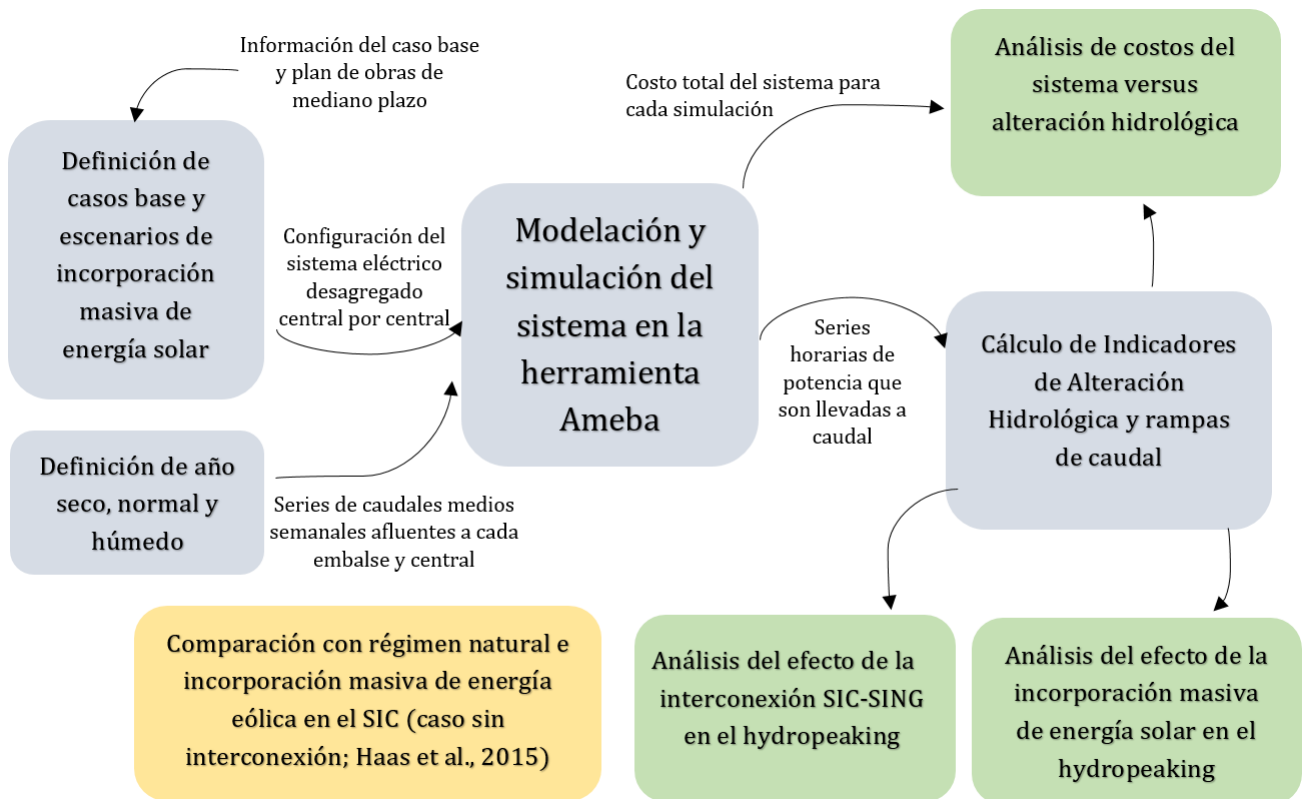 Información del caso base
y plan de obras de
mediano plazo
Definición de
casos base y
escenarios de
incorporación
masiva de
energía solar
Configuración del
sistema eléctrico
desagregado
central por central
Definición de año
seco, normal y
húmedo
Series de caudales medios
semanales afluentes a cada
embalse y central
Modelación y
simulación del
sistema en la
herramienta
Ameba
Costo total del sistema para
cada simulación
Análisis de costos del
sistema versus
alteración hidrológica
Series
horarias de
potencia que
son llevadas a
caudal
Cálculo de Indicadores
de Alteración
Hidrológica y rampas
de caudal
Comparación con régimen natural e
incorporación masiva de energía
eólica en el SIC (caso sin
interconexión; Haas et al., 2015)
Análisis del efecto de la
interconexión SIC-SING
en el hydropeaking
Análisis del efecto de la
incorporación masiva
de energía solar en el
hydropeaking